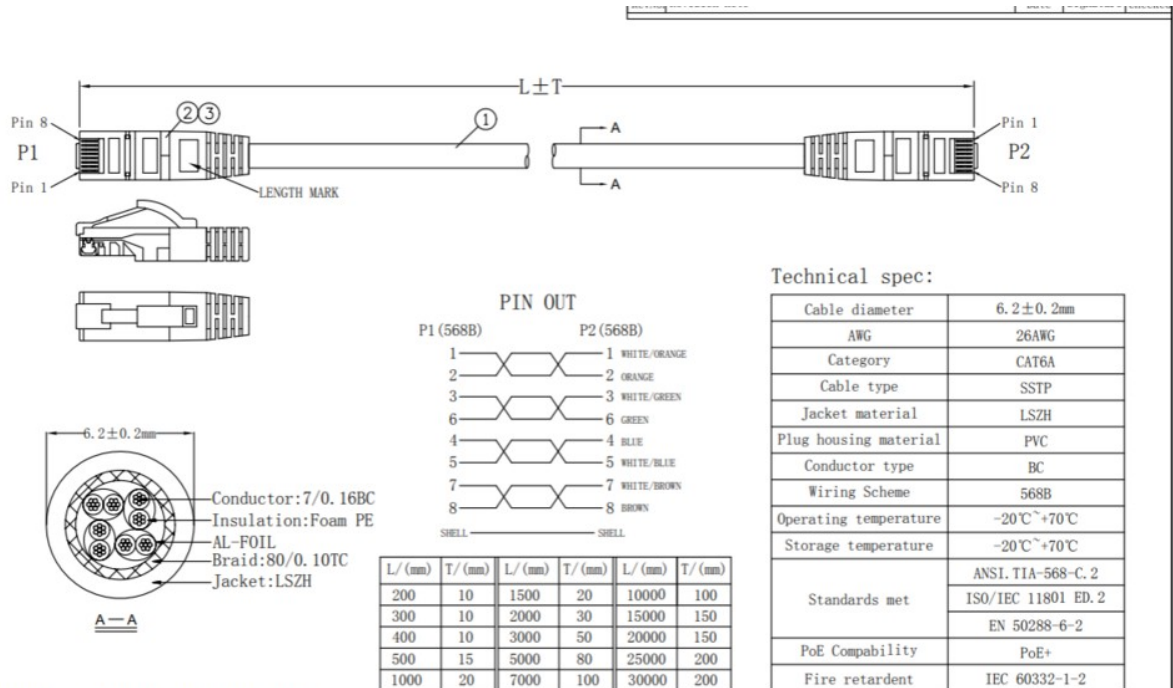 L±T
② ③
①
A
A
Pin 8
P1
Pin 1
Pin 1
P2
Pin 8
LENGTH MARK
PIN OUT
P1(568B) P2(568B)
1 1 WHITE/ORANGE
2 2 ORANGE
3 3 WHITE/GREEN
6 6 GREEN
4 4 BLUE
5 5 WHITE/BLUE
7 7 WHITE/BROWN
8 8 BROWN
SHELL SHELL
6.2±0.2mm
Conductor:7/0.16BC
Insulation:Foam PE
AL-FOIL
Braid:80/0.10TC
Jacket:LSZH
A—A
L/(mm) T/(mm) L/(mm) T/(mm) L/(mm) T/(mm)
200 10 1500 20 10000 100
300 10 2000 30 15000 150
400 10 3000 50 20000 150
500 15 5000 80 25000 200
1000 20 7000 100 30000 200
Technical spec:
Cable diameter 6.2±0.2mm
AWG 26AWG
Category CAT6A
Cable type SSTP
Jacket material LSZH
Plug housing material PVC
Conductor type BC
Wiring Scheme 568B
Operating temperature -20℃~+70℃
Storage temperature -20℃~+70℃
Standards met ANSI.TIA-568-C.2
ISO/IEC 11801 ED.2
EN 50288-6-2
PoE Compability PoE+
Fire retardent IEC 60332-1-2